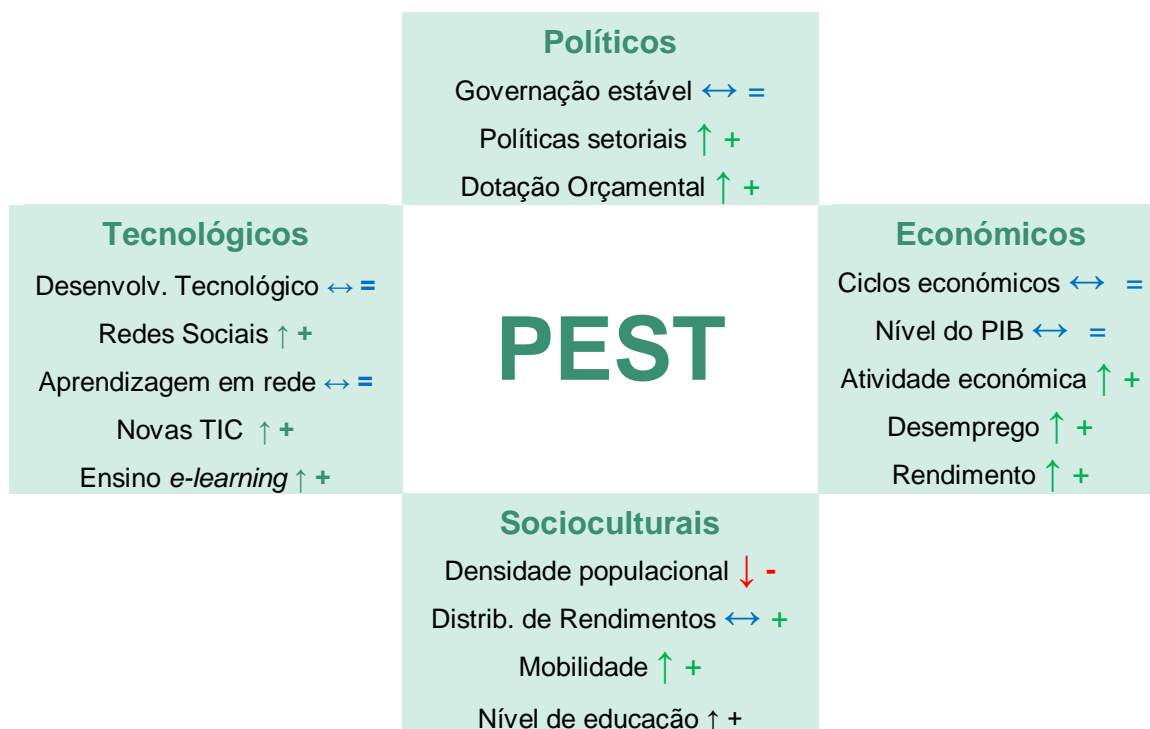 Políticos
Governação estável ↔ =
Políticas setoriais ↑ +
Dotação Orçamental ↑ +
Tecnológicos
Desenvolv. Tecnológico ↔ =
Redes Sociais ↑ +
Aprendizagem em rede ↔ =
Novas TIC ↑ +
Ensino e-learning ↑ +
PEST
Económicos
Ciclos económicos ↔ =
Nível do PIB ↔ =
Atividade económica ↑ +
Desemprego ↑ +
Rendimento ↑ +
Socioculturais
Densidade populacional ↓ -
Distrib. de Rendimentos ↔ +
Mobilidade ↑ +
Nível de educação ↑ +